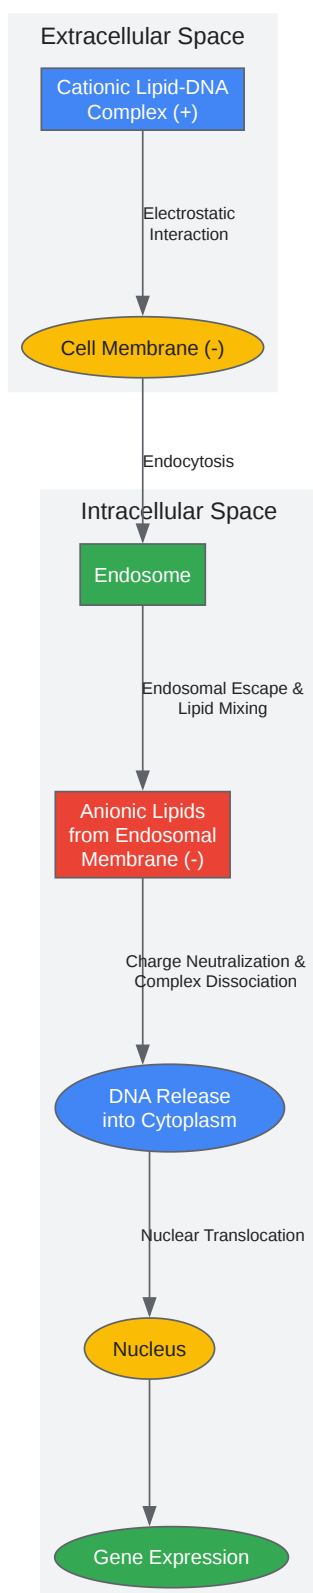 Extracellular Space
Cationic Lipid-DNA
Complex (+)
Electrostatic
Interaction
Cell Membrane (-)
Endocytosis
Intracellular Space
Endosome
Endosomal Escape &
Lipid Mixing
Anionic Lipids
from Endosomal
Membrane (-)
Charge Neutralization &
Complex Dissociation
DNA Release
into Cytoplasm
Nuclear Translocation
Nucleus
Gene Expression